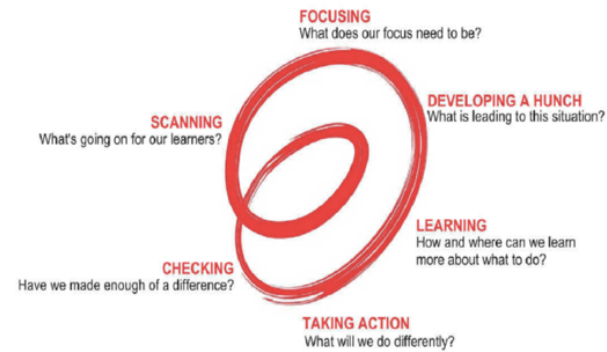 FOCUSING
What does our focus need to be?
DEVELOPING A HUNCH
What is leading to this situation?
SCANNING
What's going on for our learners?
LEARNING
How and where can we learn
more about what to do?
CHECKING
Have we made enough of a difference?
TAKING ACTION
What will we do differently?